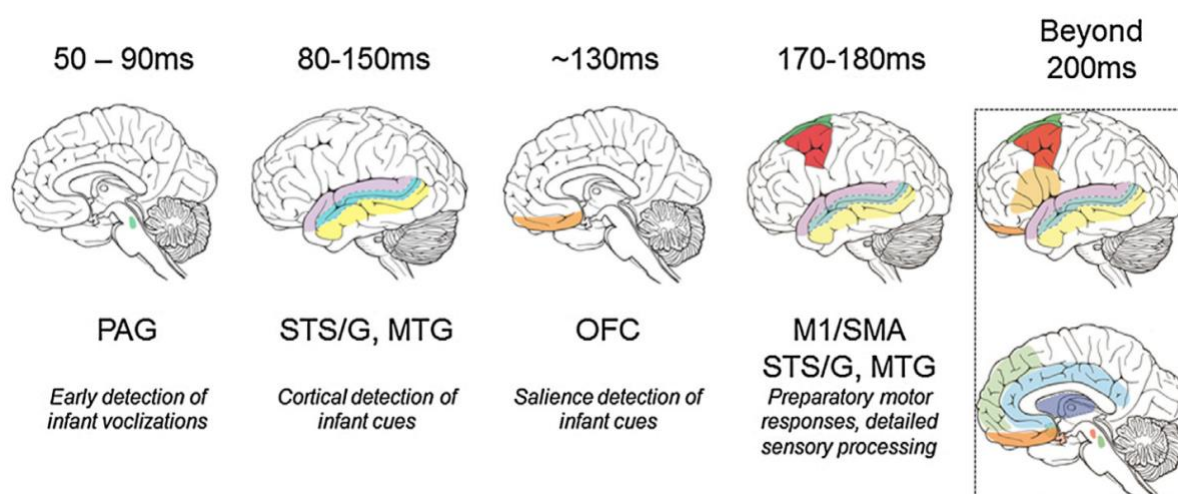 50 – 90ms
80-150ms
~130ms
170-180ms
Beyond
200ms
PAG
STS/G, MTG
OFC
M1/SMA
STS/G, MTG
Early detection of
infant voclizations
Cortical detection of
infant cues
Salience detection of
infant cues
Preparatory motor
responses, detailed
sensory processing